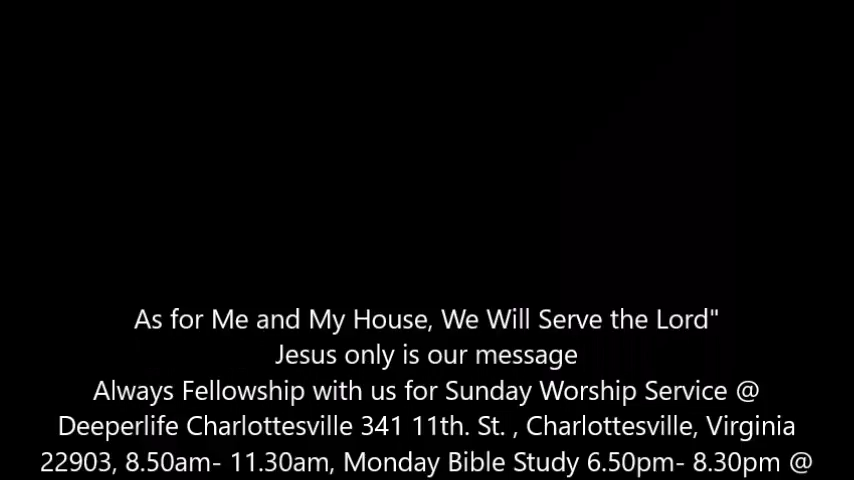 As for Me and My House, We Will Serve the Lord"
Jesus only is our message
Always Fellowship with us for Sunday Worship Service @
Deeperlife Charlottesville 341 11th. St. , Charlottesville, Virginia
22903, 8.50am- 11.30am, Monday Bible Study 6.50pm- 8.30pm @